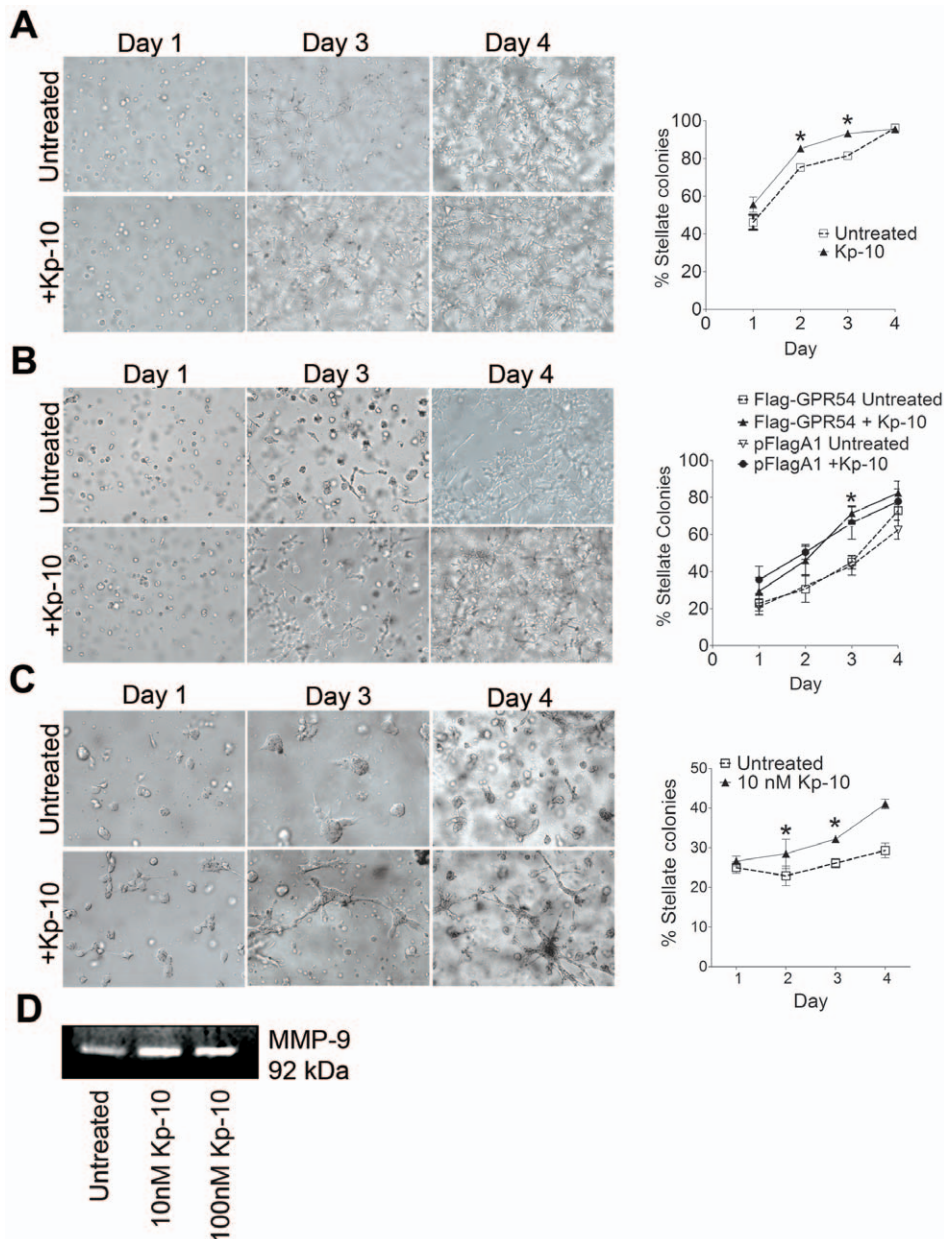 A
Day 1 Day 3 Day 4
Untreated
+Kp-10
% Stellate colonies
100
80
60
40
20
0
0 1 2 3 4
Day
Untreated
Kp-10
*
*
B
Day 1 Day 3 Day 4
Untreated
+Kp-10
Flag-GPR54 Untreated
Flag-GPR54 + Kp-10
pFlagA1 Untreated
pFlagA1 +Kp-10
% Stellate Colonies
100
80
60
40
20
0
0 1 2 3 4
Day
*
C
Day 1 Day 3 Day 4
Untreated
+Kp-10
Untreated
10 nM Kp-10
% Stellate colonies
50
40
30
20
10
0
1 2 3 4
Day
*
*
D
MMP-9
92 kDa
Untreated
10nM Kp-10
100nM Kp-10